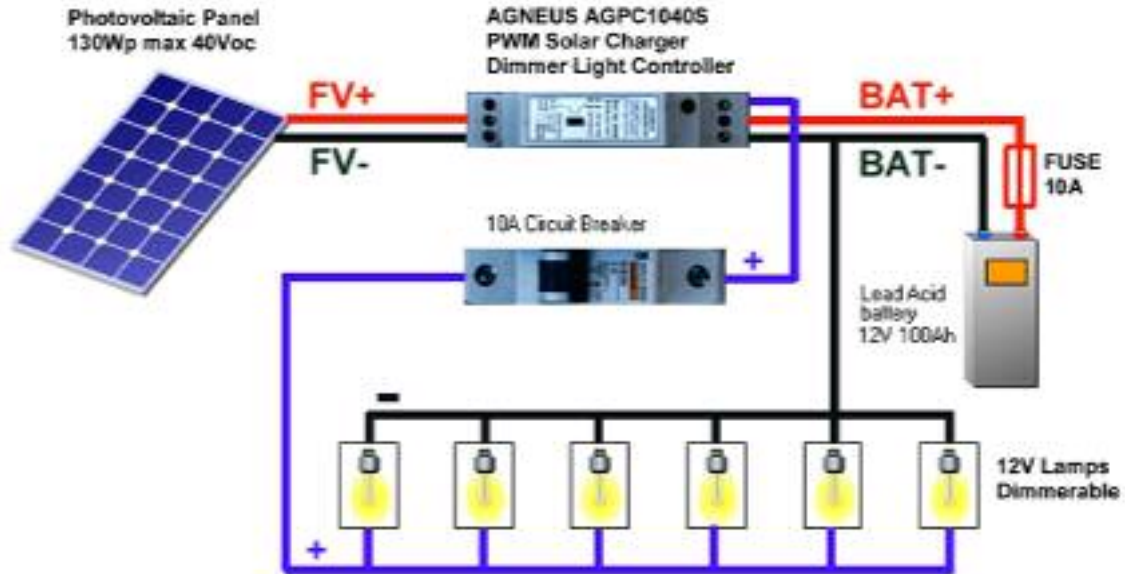 Photovoltaic Panel
130Wp max 40Voc
AGNEUS AGPC1040S
PWM Solar Charger
Dimmer Light Controller
FV+
BAT+
FV-
BAT-
FUSE
10A
10A Circuit Breaker
+
Lead Acid
battery
12V 100Ah
-
12V Lamps
Dimmerable
+